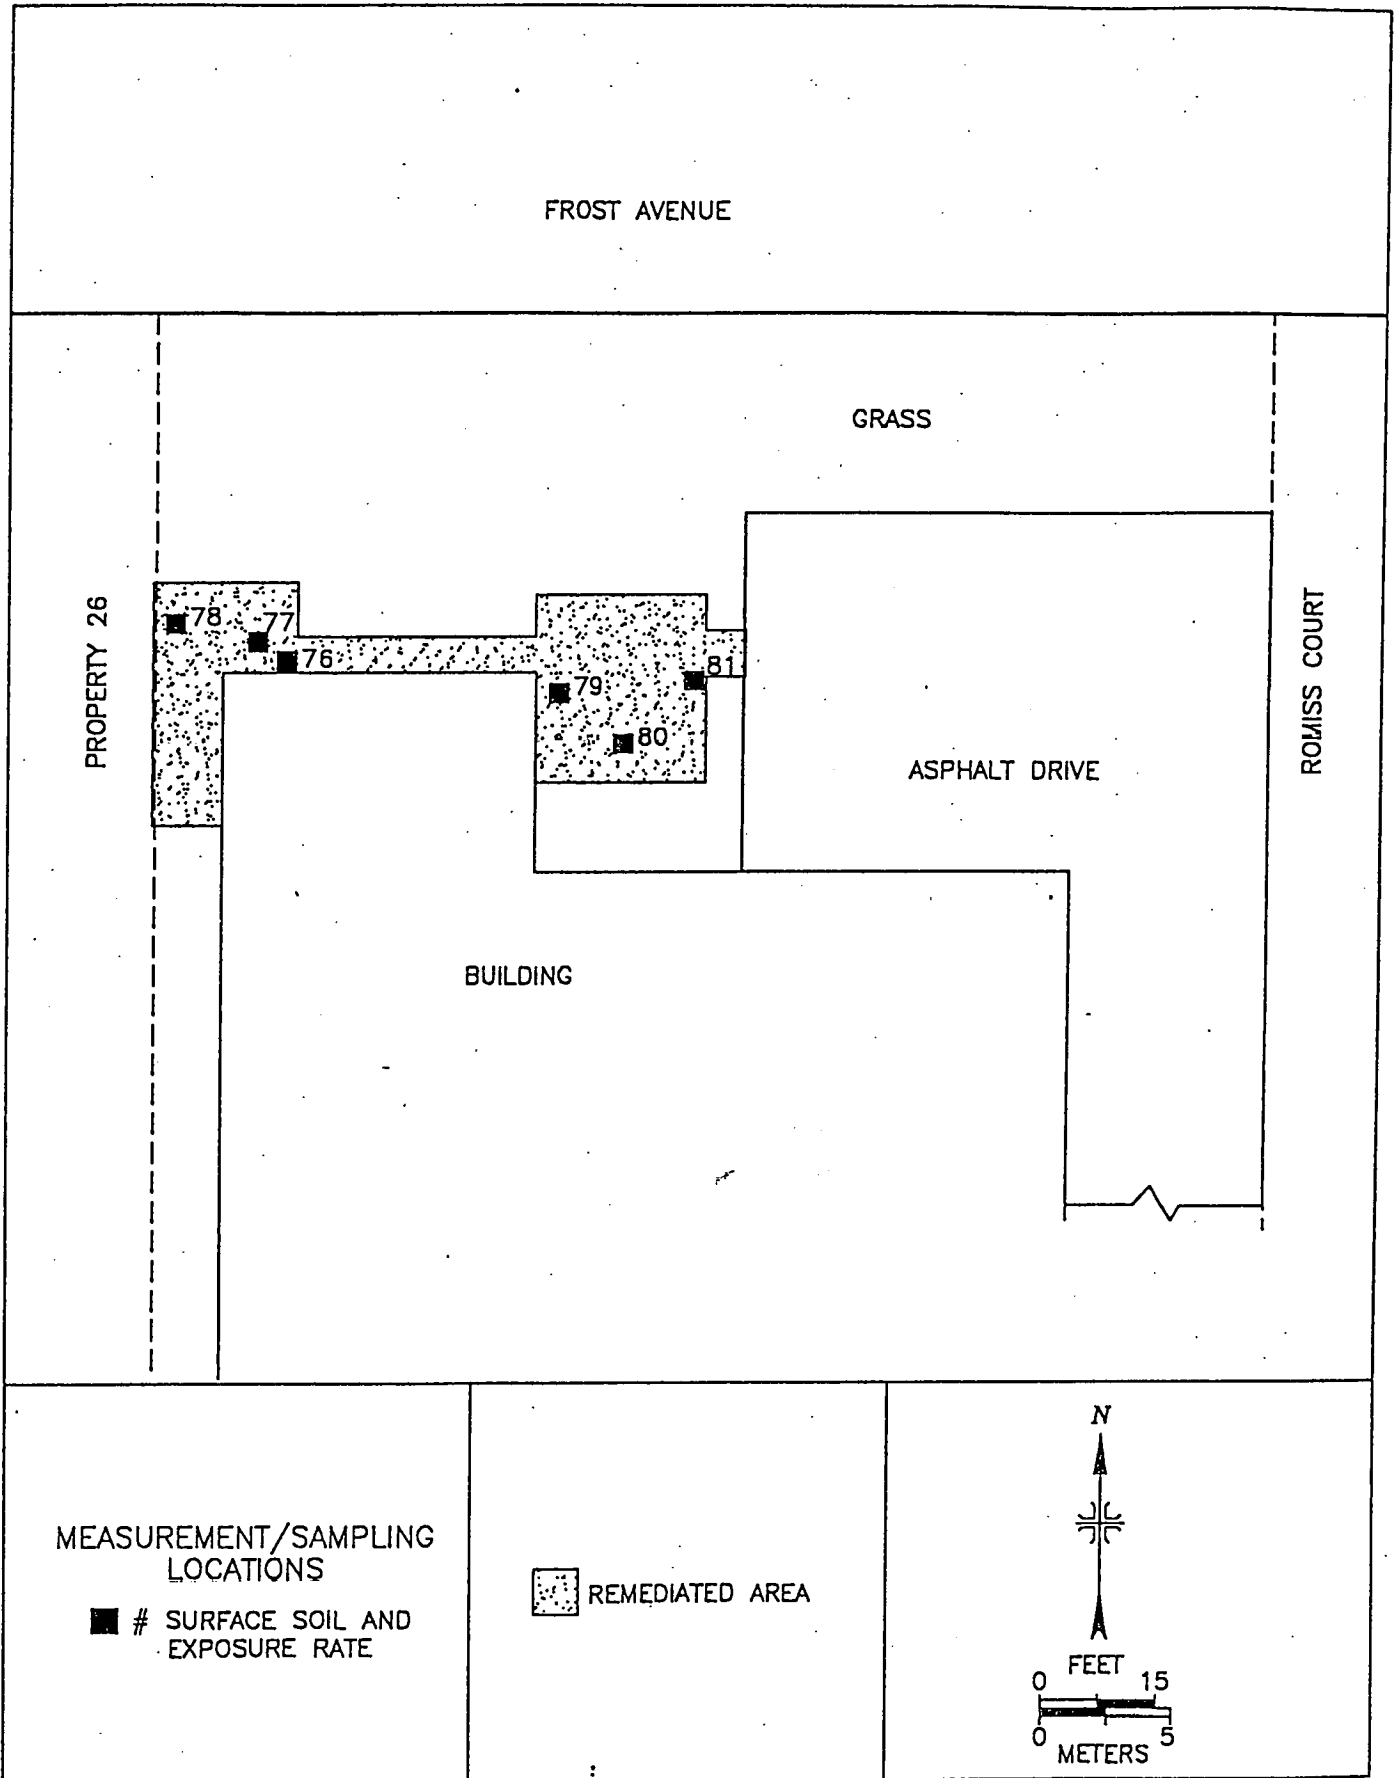 FROST AVENUE
GRASS
PROPERTY 26
78
77
76
79
81
80
ASPHALT DRIVE
ROMISS COURT
BUILDING
MEASUREMENT/SAMPLING
LOCATIONS
# SURFACE SOIL AND
EXPOSURE RATE
REMEDIATED AREA
N
FEET
0 15
0 5
METERS